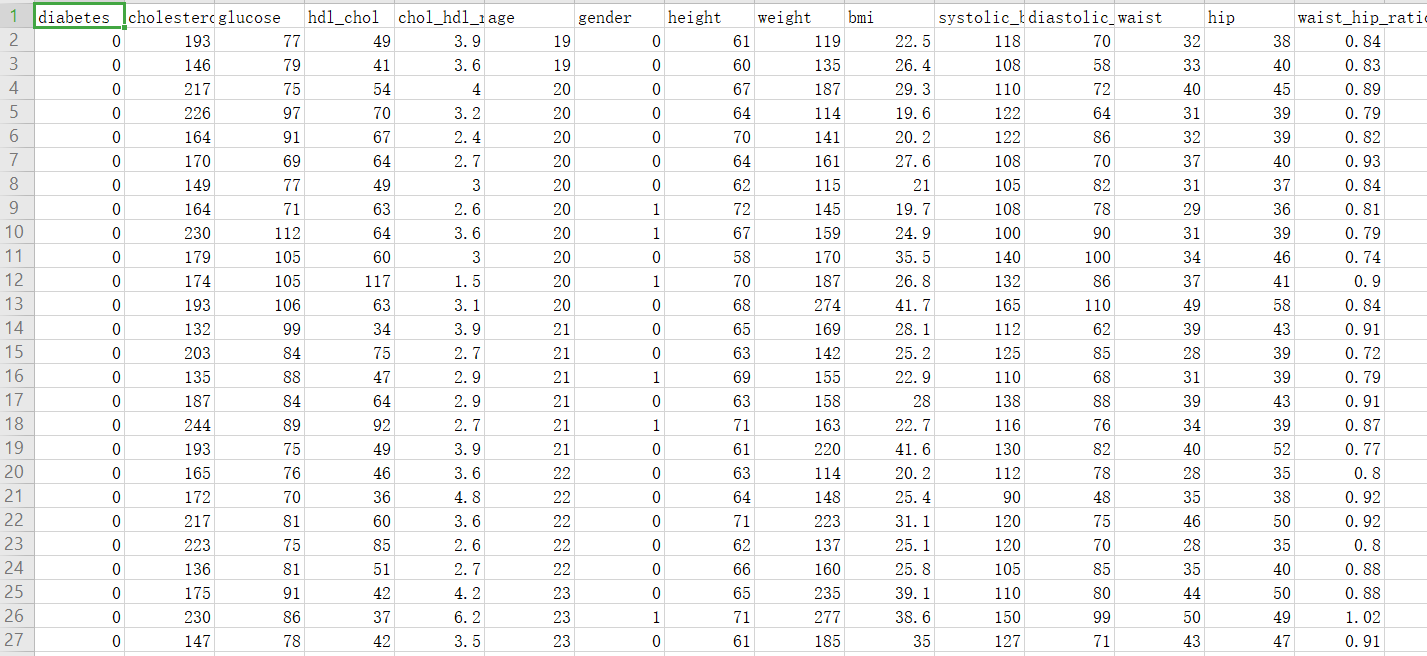 1 diabetes cholestero glucose hdl_chol chol_hdl_r age gender height weight bmi systolic_b diastolic_ waist hip waist_hip_ratio
2 0 193 77 49 3.9 19 0 61 119 22.5 118 70 32 38 0.84
3 0 146 79 41 3.6 19 0 60 135 26.4 108 58 33 40 0.83
4 0 217 75 54 4 20 0 67 187 29.3 110 72 40 45 0.89
5 0 226 97 70 3.2 20 0 64 114 19.6 122 64 31 39 0.79
6 0 164 91 67 2.4 20 0 70 141 20.2 122 86 32 39 0.82
7 0 170 69 64 2.7 20 0 64 161 27.6 108 70 37 40 0.93
8 0 149 77 49 3 20 0 62 115 21 105 82 31 37 0.84
9 0 164 71 63 2.6 20 1 72 145 19.7 108 78 29 36 0.81
10 0 230 112 64 3.6 20 1 67 159 24.9 100 90 31 39 0.79
11 0 179 105 60 3 20 0 58 170 35.5 140 100 34 46 0.74
12 0 174 105 117 1.5 20 1 70 187 26.8 132 86 37 41 0.9
13 0 193 106 63 3.1 20 0 68 274 41.7 165 110 49 58 0.84
14 0 132 99 34 3.9 21 0 65 169 28.1 112 62 39 43 0.91
15 0 203 84 75 2.7 21 0 63 142 25.2 125 85 28 39 0.72
16 0 135 88 47 2.9 21 1 69 155 22.9 110 68 31 39 0.79
17 0 187 84 64 2.9 21 0 63 158 28 138 88 39 43 0.91
18 0 244 89 92 2.7 21 1 71 163 22.7 116 76 34 39 0.87
19 0 193 75 49 3.9 21 0 61 220 41.6 130 82 40 52 0.77
20 0 165 76 46 3.6 22 0 63 114 20.2 112 78 28 35 0.8
21 0 172 70 36 4.8 22 0 64 148 25.4 90 48 35 38 0.92
22 0 217 81 60 3.6 22 0 71 223 31.1 120 75 46 50 0.92
23 0 223 75 85 2.6 22 0 62 137 25.1 120 70 28 35 0.8
24 0 136 81 51 2.7 22 0 66 160 25.8 105 85 35 40 0.88
25 0 175 91 42 4.2 23 0 65 235 39.1 110 80 44 50 0.88
26 0 230 86 37 6.2 23 1 71 277 38.6 150 99 50 49 1.02
27 0 147 78 42 3.5 23 0 61 185 35 127 71 43 47 0.91